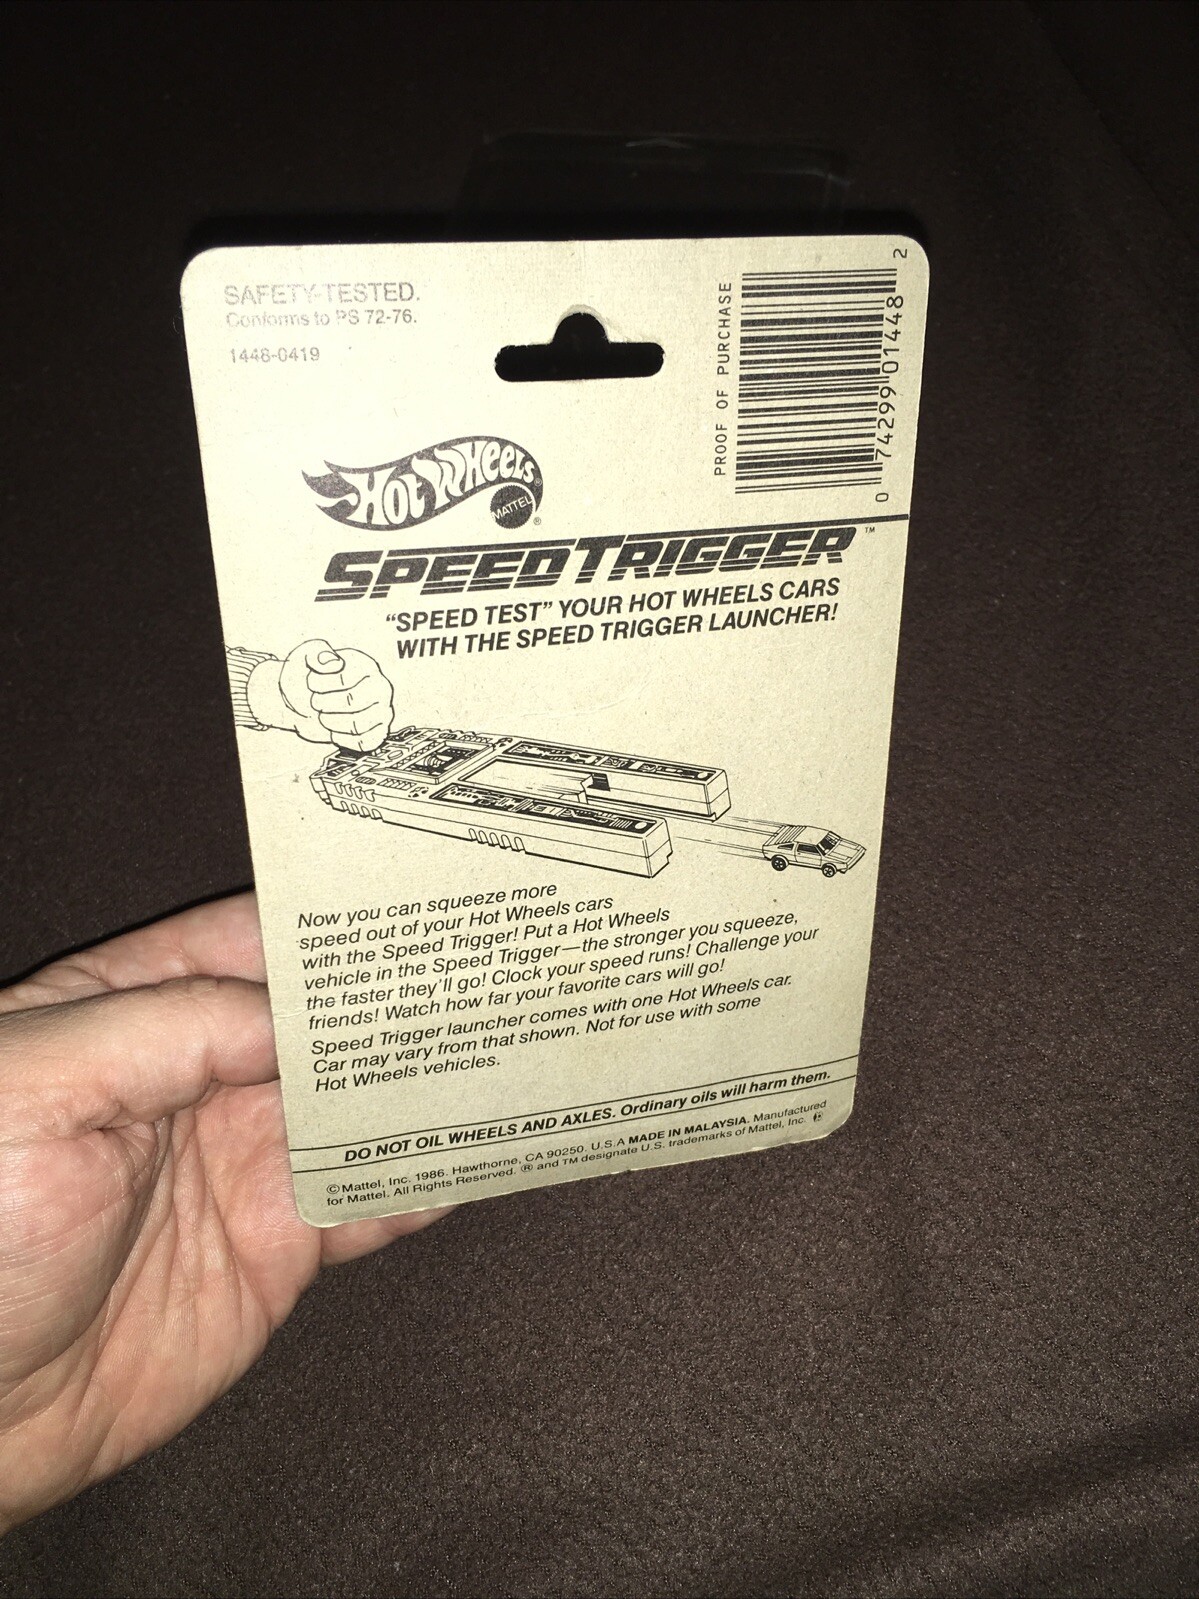 SAFETY-TESTED.
Conforms to PS 72-76.
1448-0419
PROOF OF PURCHASE
0 74299 01448 2
Hot Wheels®
MATTEL®
SPEED TRIGGER™
“SPEED TEST” YOUR HOT WHEELS CARS
WITH THE SPEED TRIGGER LAUNCHER!
Now you can squeeze more
speed out of your Hot Wheels cars
with the Speed Trigger! Put a Hot Wheels
vehicle in the Speed Trigger—the stronger you squeeze,
the faster they'll go! Clock your speed runs! Challenge your
friends! Watch how far your favorite cars will go!
Speed Trigger launcher comes with one Hot Wheels car.
Car may vary from that shown. Not for use with some
Hot Wheels vehicles.
DO NOT OIL WHEELS AND AXLES. Ordinary oils will harm them.
©Mattel, Inc. 1986. Hawthorne, CA 90250. U.S.A MADE IN MALAYSIA. Manufactured
for Mattel. All Rights Reserved. ® and TM designate U.S. trademarks of Mattel, Inc.